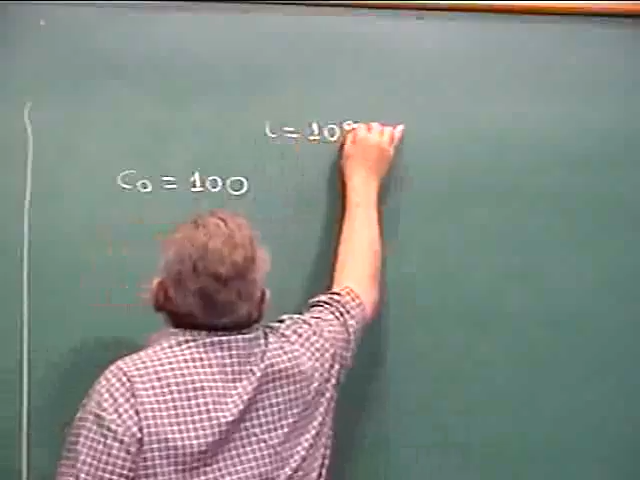 i = 10%
C₀ = 100